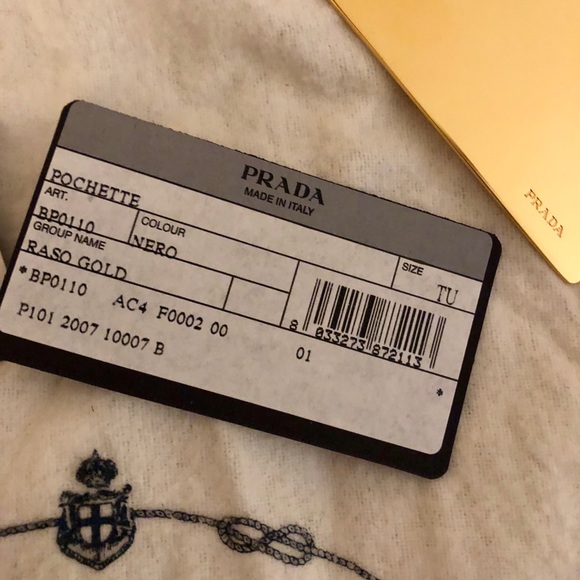 PRADA
MADE IN ITALY
POCHETTE
ART.
BP0110
COLOUR
NERO
SIZE
TU
GROUP NAME
RASO GOLD
*BP0110 AC4 F0002 00
P101 2007 10007 B
8 033273 872113
01
*
PRADA